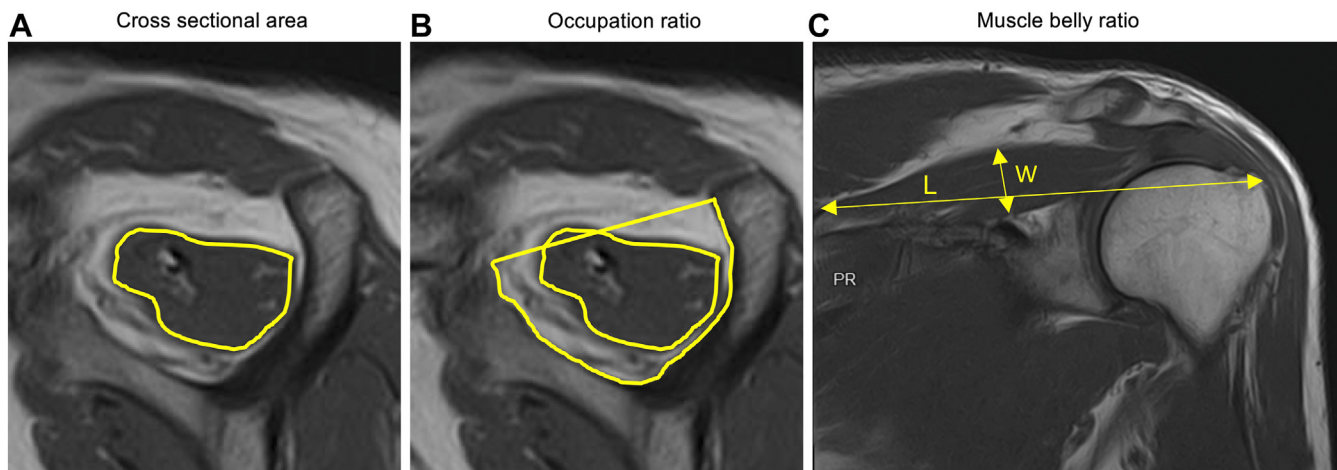 A Cross sectional area
B Occupation ratio
C Muscle belly ratio
L
W
PR